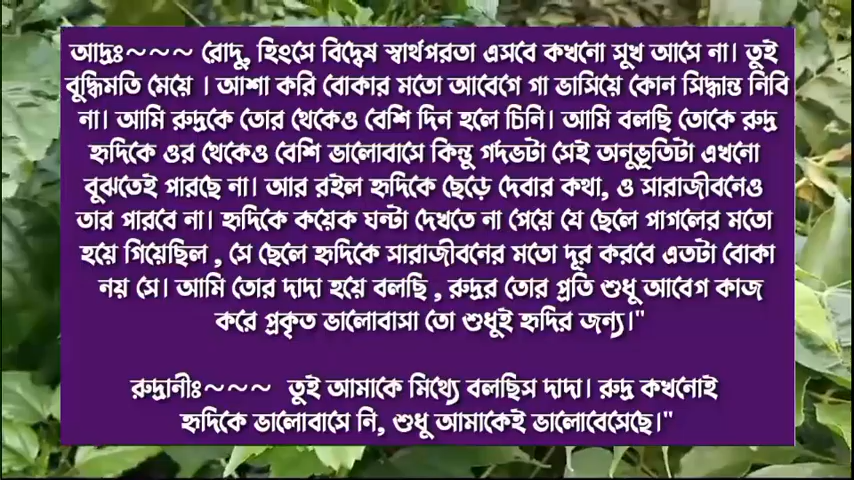 আদ্রঃ~~~ রোদু, হিংসে বিদ্বেষ স্বার্থপরতা এসবে কখনো সুখ আসে না। তুই
বুদ্ধিমতি মেয়ে । আশা করি বোকার মতো আবেগে গা ভাসিয়ে কোন সিদ্ধান্ত নিবি
না। আমি রুদ্রকে তোর থেকেও বেশি দিন হলে চিনি। আমি বলছি তোকে রুদ্র
হৃদিকে ওর থেকেও বেশি ভালোবাসে কিন্তু গর্দভটা সেই অনুভূতিটা এখনো
বুঝতেই পারছে না। আর রইল হৃদিকে ছেড়ে দেবার কথা, ও সারাজীবনেও
তার পারবে না। হৃদিকে কয়েক ঘন্টা দেখতে না পেয়ে যে ছেলে পাগলের মতো
হয়ে গিয়েছিল , সে ছেলে হৃদিকে সারাজীবনের মতো দূর করবে এতটা বোকা
নয় সে। আমি তোর দাদা হয়ে বলছি , রুদ্রর তোর প্রতি শুধু আবেগ কাজ
করে প্রকৃত ভালোবাসা তো শুধুই হৃদির জন্য।"
রুদ্রানীঃ~~~ তুই আমাকে মিথ্যে বলছিস দাদা। রুদ্র কখনোই
হৃদিকে ভালোবাসে নি, শুধু আমাকেই ভালোবেসেছে।"